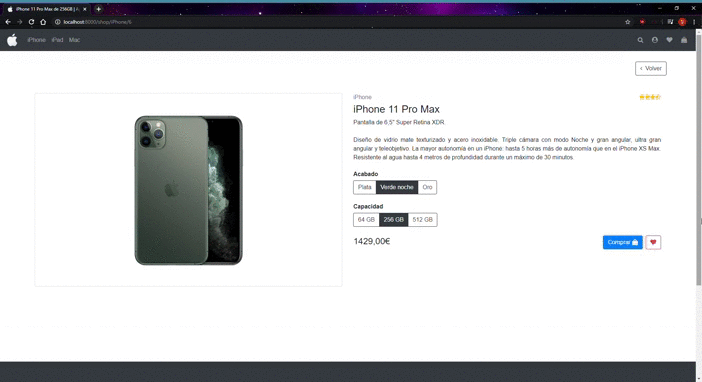 iPhone 11 Pro Max de 256GB | A
localhost:8000/shop/iPhone/6
iPhone iPad Mac
< Volver
iPhone
iPhone 11 Pro Max
Pantalla de 6.5" Super Retina XDR.
Diseño de vidrio mate texturizado y acero inoxidable. Triple cámara con modo Noche y gran angular, ultra gran
angular y teleobjetivo. La mayor autonomía en un iPhone: hasta 5 horas más de autonomía que en el iPhone XS Max.
Resistente al agua hasta 4 metros de profundidad durante un máximo de 30 minutos.
Acabado
Plata Verde noche Oro
Capacidad
64 GB 256 GB 512 GB
1429,00€ Comprar